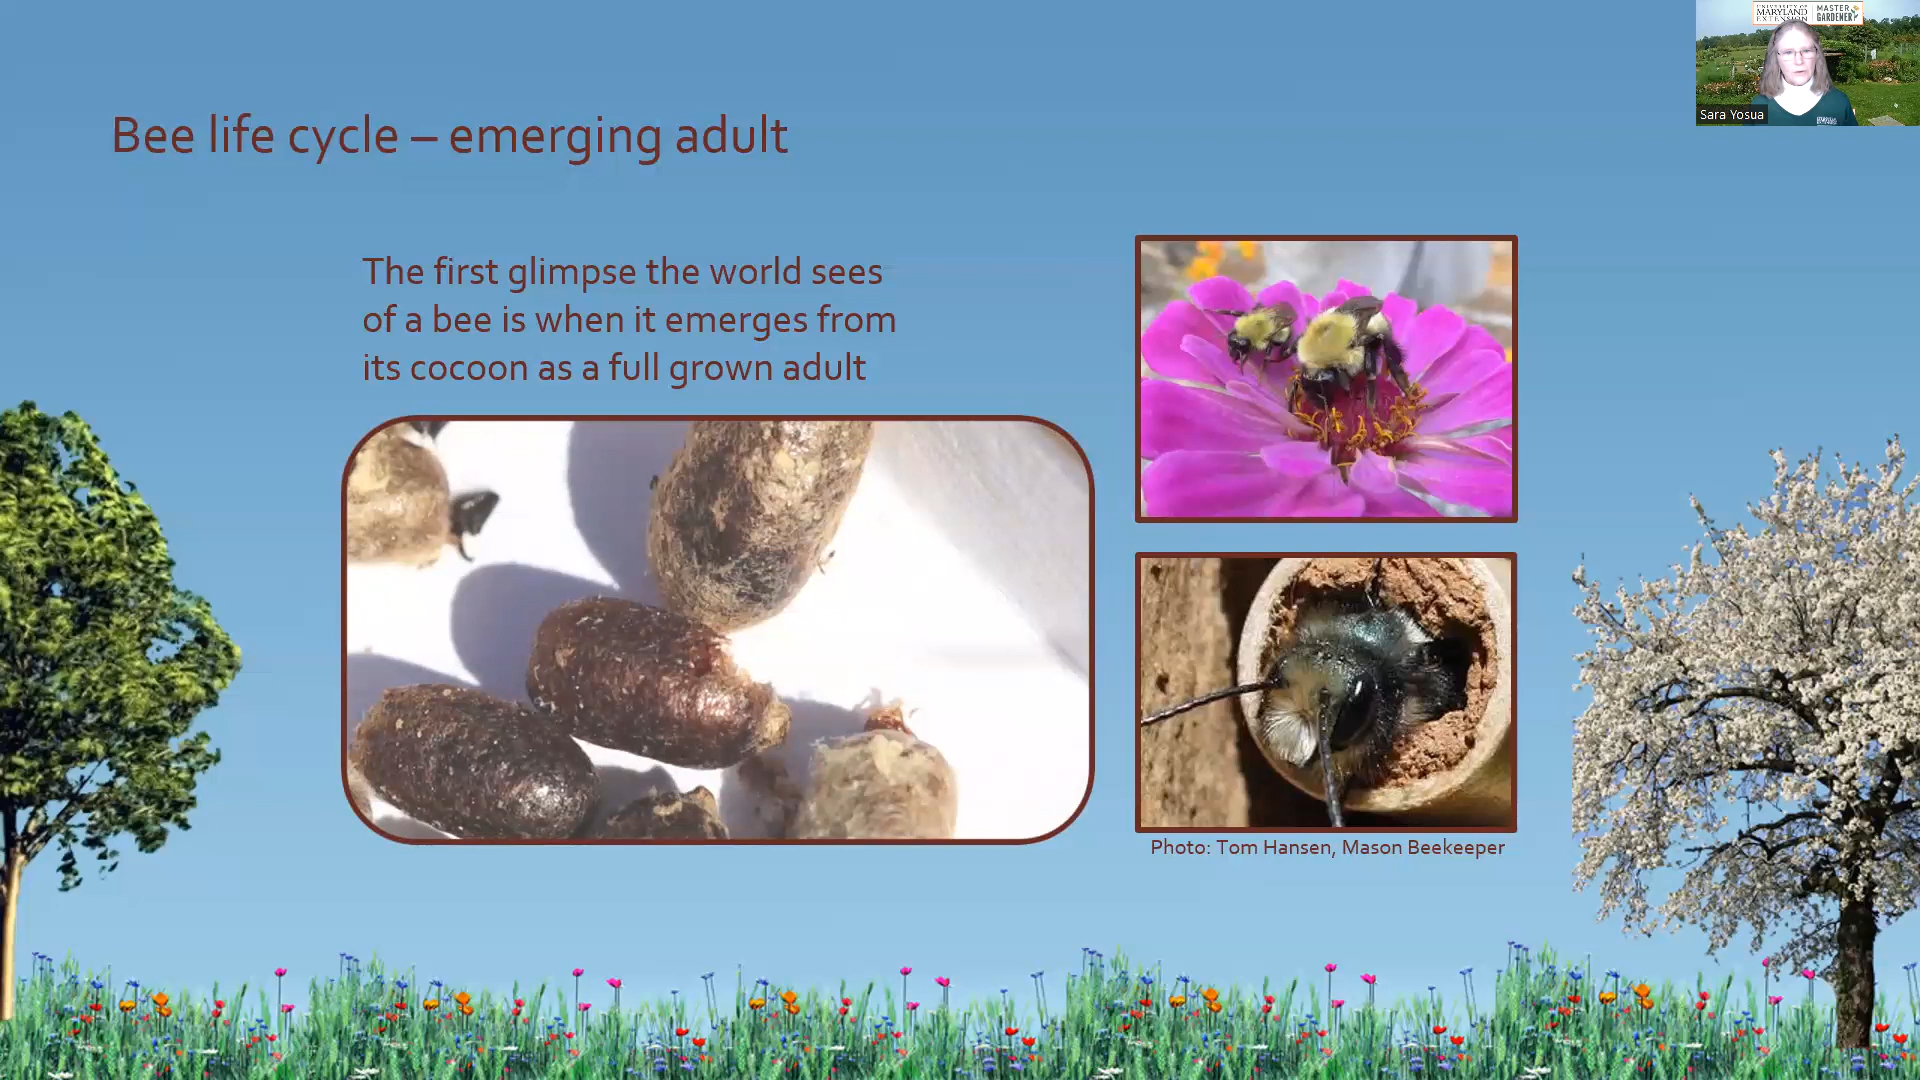 UNIVERSITY OF
MARYLAND
EXTENSION
MASTER
GARDENER
Sara Yosua
Bee life cycle – emerging adult
The first glimpse the world sees
of a bee is when it emerges from
its cocoon as a full grown adult
Photo: Tom Hansen, Mason Beekeeper